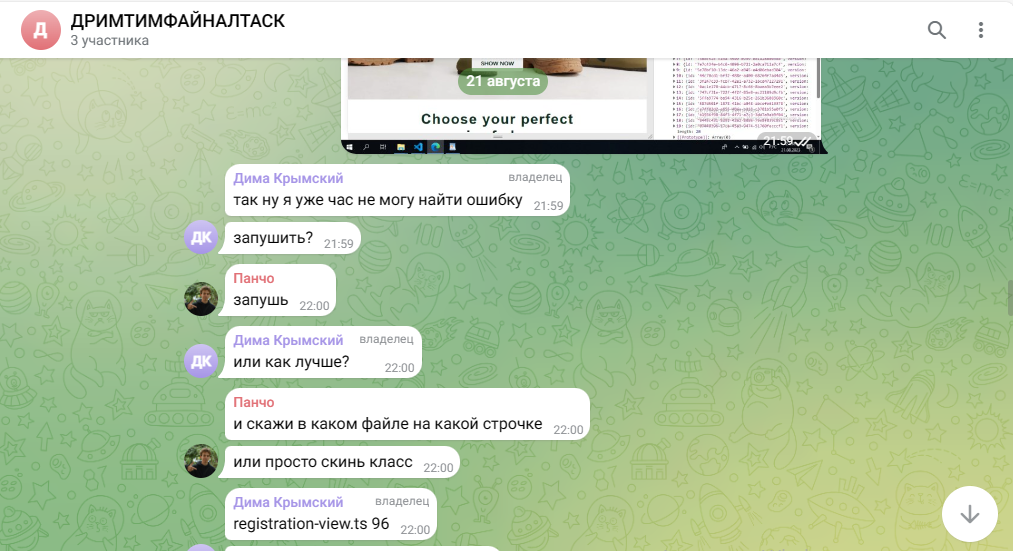 Д
ДРИМТИМФАЙНАЛТАСК
3 участника
SHOW NOW
21 августа
Choose your perfect
21:59
Дима Крымский
владелец
так ну я уже час не могу найти ошибку 21:59
ДК
запушить? 21:59
Панчо
запушь 22:00
Дима Крымский
владелец
ДК
или как лучше? 22:00
Панчо
и скажи в каком файле на какой строчке 22:00
или просто скинь класс 22:00
Дима Крымский
владелец
registration-view.ts 96 22:00